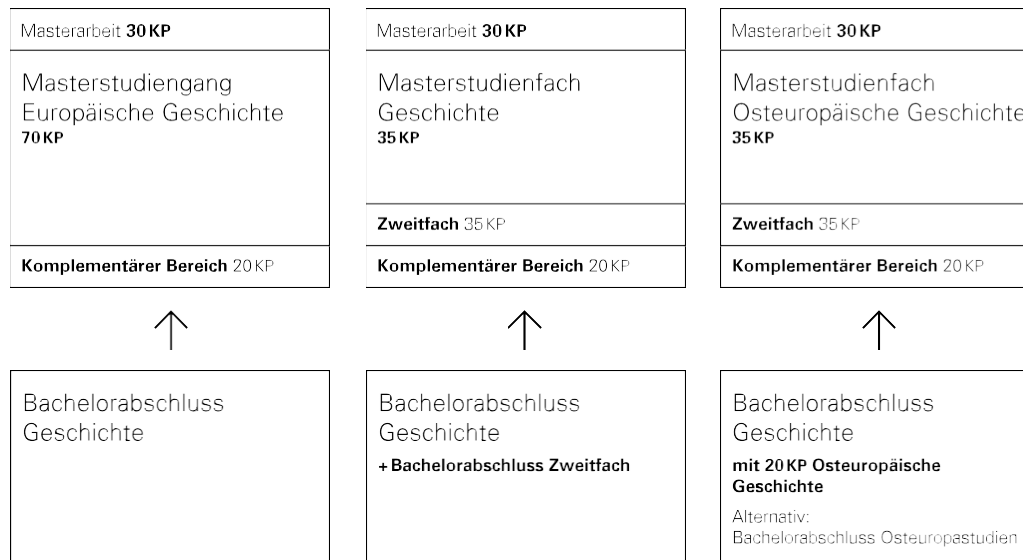 Masterarbeit 30 KP
Masterstudiengang
Europäische Geschichte
70 KP
Komplementärer Bereich 20 KP
Bachelorabschluss
Geschichte
Masterarbeit 30 KP
Masterstudienfach
Geschichte
35 KP
Zweitfach 35 KP
Komplementärer Bereich 20 KP
Bachelorabschluss
Geschichte
+ Bachelorabschluss Zweitfach
Masterarbeit 30 KP
Masterstudienfach
Osteuropäische Geschichte
35 KP
Zweitfach 35 KP
Komplementärer Bereich 20 KP
Bachelorabschluss
Geschichte
mit 20 KP Osteuropäische
Geschichte
Alternativ:
Bachelorabschluss Osteuropastudien